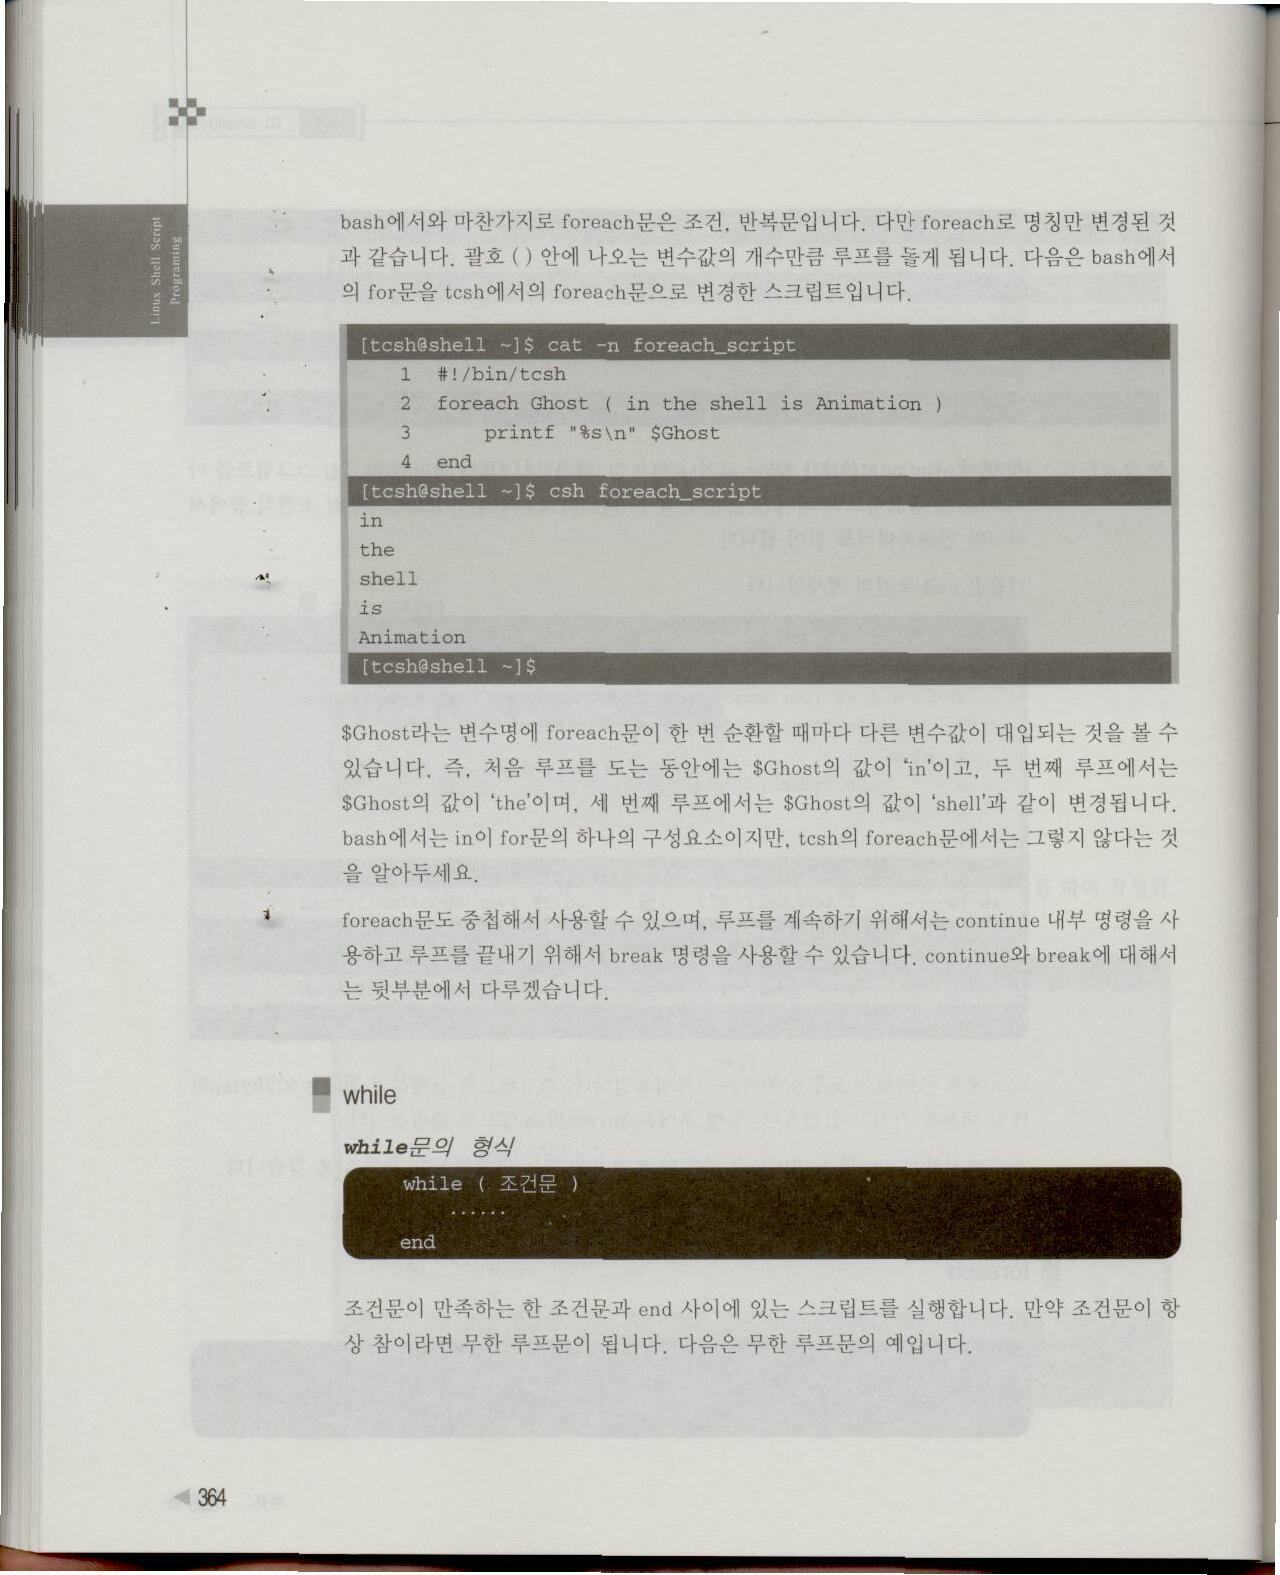 Linux Shell Script
Programing
bash에서와 마찬가지로 foreach문은 조건, 반복문입니다. 다만 foreach로 명칭만 변경된 것
과 같습니다. 괄호 ( ) 안에 나오는 변수값의 개수만큼 루프를 돌게 됩니다. 다음은 bash에서
의 for문을 tcsh에서의 foreach문으로 변경한 스크립트입니다.
[tcsh@shell ~]$ cat -n foreach_script
1 #!/bin/tcsh
2 foreach Ghost ( in the shell is Animation )
3 printf "%s\n" $Ghost
4 end
[tcsh@shell ~]$ csh foreach_script
in
the
shell
is
Animation
[tcsh@shell ~]$
$Ghost라는 변수명에 foreach문이 한 번 순환할 때마다 다른 변수값이 대입되는 것을 볼 수
있습니다. 즉, 처음 루프를 도는 동안에는 $Ghost의 값이 ‘in’이고, 두 번째 루프에서는
$Ghost의 값이 ‘the’이며, 세 번째 루프에서는 $Ghost의 값이 ‘shell’과 같이 변경됩니다.
bash에서는 in이 for문의 하나의 구성요소이지만, tcsh의 foreach문에서는 그렇지 않다는 것
을 알아두세요.
foreach문도 중첩해서 사용할 수 있으며, 루프를 계속하기 위해서는 continue 내부 명령을 사
용하고 루프를 끝내기 위해서 break 명령을 사용할 수 있습니다. continue와 break에 대해서
는 뒷부분에서 다루겠습니다.
while
while문의 형식
while ( 조건문 )
......
end
조건문이 만족하는 한 조건문과 end 사이에 있는 스크립트를 실행합니다. 만약 조건문이 항
상 참이라면 무한 루프문이 됩니다. 다음은 무한 루프문의 예입니다.
364